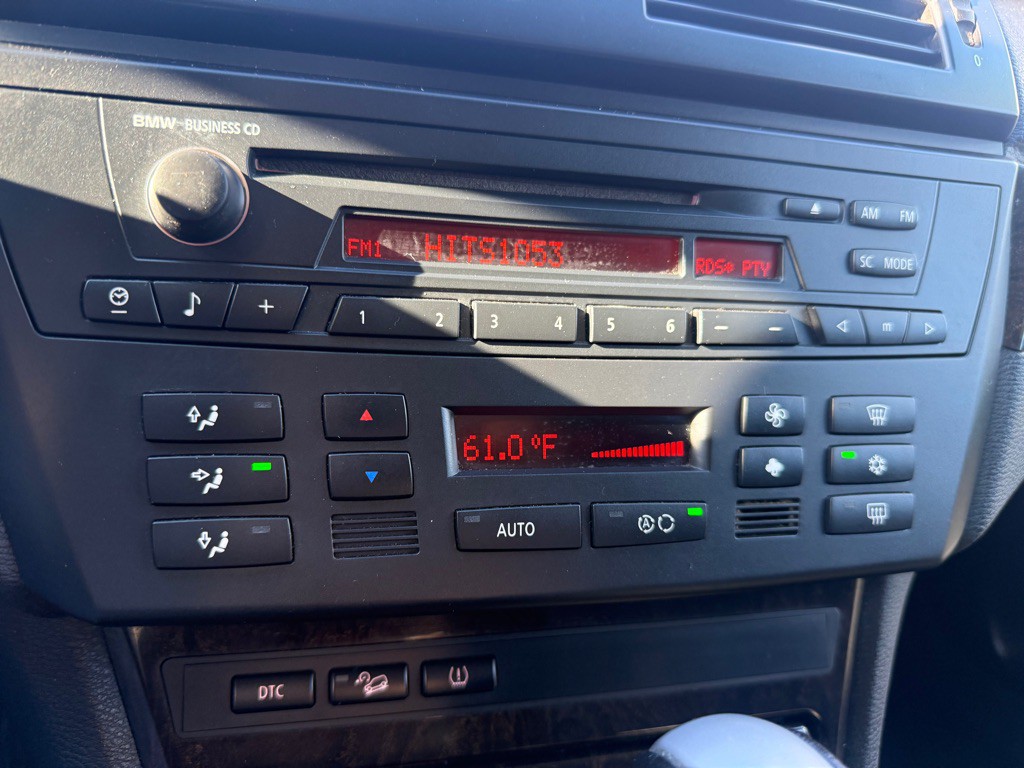 0
BMW BUSINESS CD
AM FM
FM1 HITS1053 RDS* PTY
SC MODE
+ 1 2 3 4 5 6 – – m
61.0°F
AUTO A
DTC